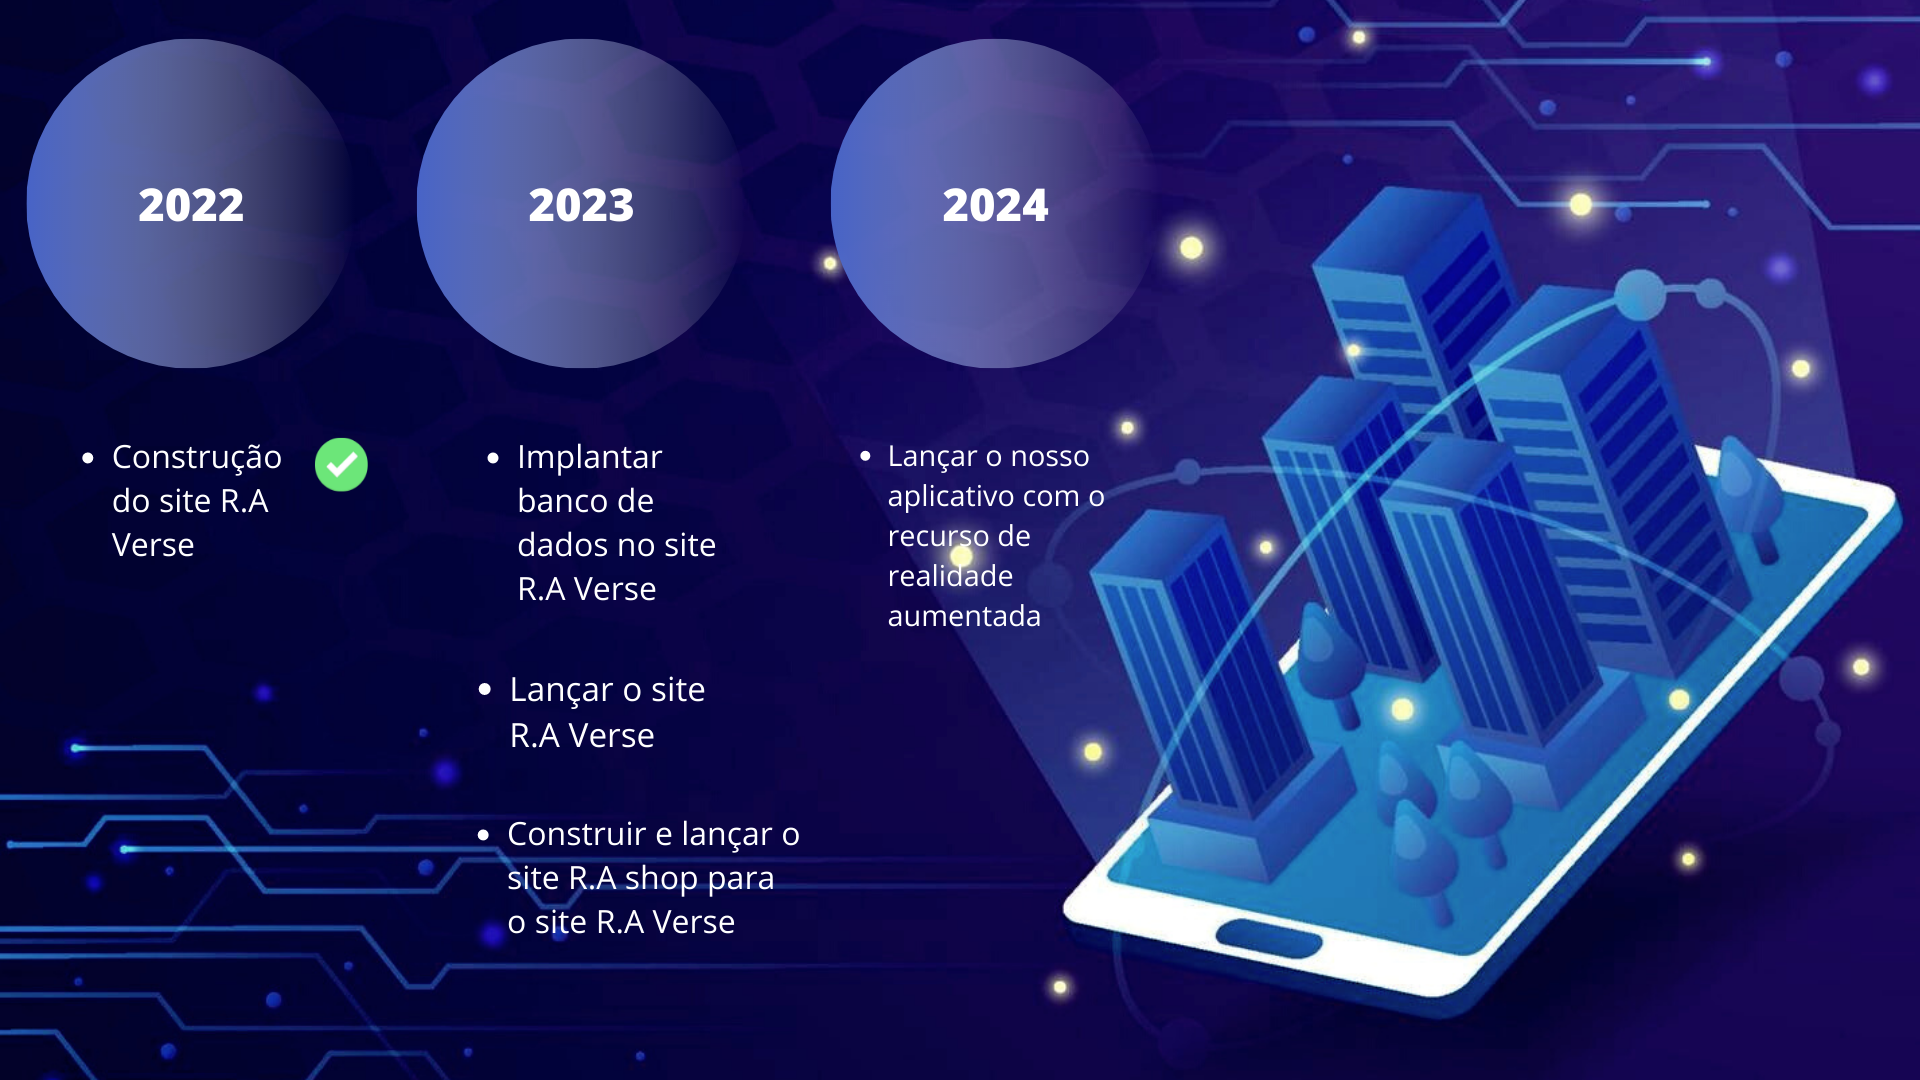 2022
2023
2024
• Construção
do site R.A
Verse
• Implantar
banco de
dados no site
R.A Verse
• Lançar o site
R.A Verse
• Construir e lançar o
site R.A shop para
o site R.A Verse
• Lançar o nosso
aplicativo com o
recurso de
realidade
aumentada